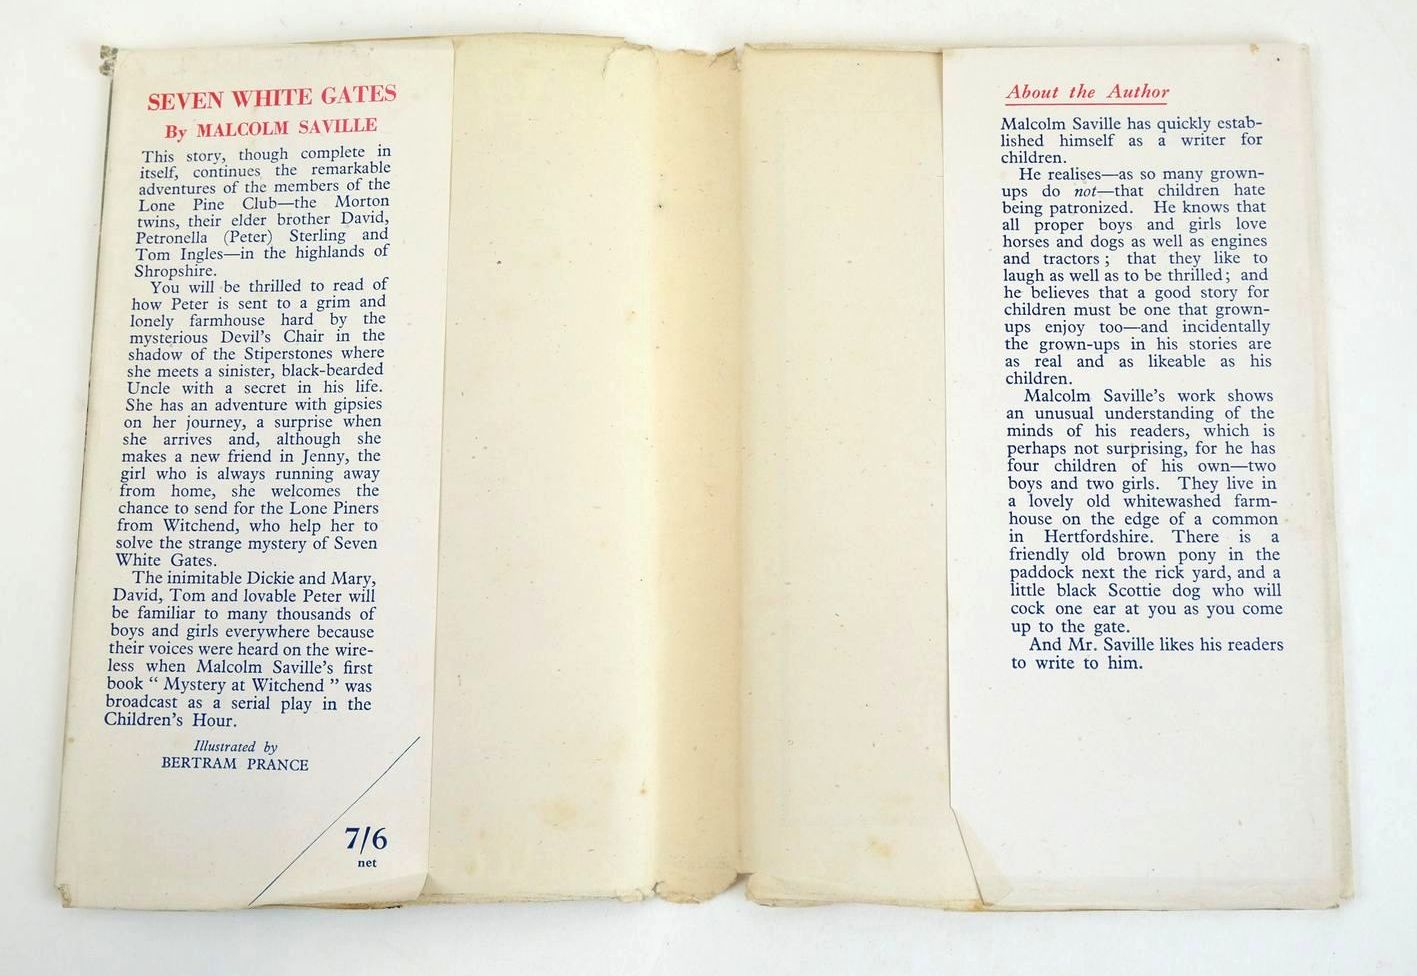 SEVEN WHITE GATES
By MALCOLM SAVILLE
This story, though complete in
itself, continues the remarkable
adventures of the members of the
Lone Pine Club—the Morton
twins, their elder brother David,
Petronella (Peter) Sterling and
Tom Ingles—in the highlands of
Shropshire.
You will be thrilled to read of
how Peter is sent to a grim and
lonely farmhouse hard by the
mysterious Devil's Chair in the
shadow of the Stiperstones where
she meets a sinister, black-bearded
Uncle with a secret in his life.
She has an adventure with gipsies
on her journey, a surprise when
she arrives and, although she
makes a new friend in Jenny, the
girl who is always running away
from home, she welcomes the
chance to send for the Lone Piners
from Witchend, who help her to
solve the strange mystery of Seven
White Gates.
The inimitable Dickie and Mary,
David, Tom and lovable Peter will
be familiar to many thousands of
boys and girls everywhere because
their voices were heard on the wire-
less when Malcolm Saville's first
book “ Mystery at Witchend ” was
broadcast as a serial play in the
Children's Hour.
Illustrated by
BERTRAM PRANCE
7/6
net
About the Author
Malcolm Saville has quickly estab-
lished himself as a writer for
children.
He realises—as so many grown-
ups do not—that children hate
being patronized. He knows that
all proper boys and girls love
horses and dogs as well as engines
and tractors ; that they like to
laugh as well as to be thrilled ; and
he believes that a good story for
children must be one that grown-
ups enjoy too—and incidentally
the grown-ups in his stories are
as real and as likeable as his
children.
Malcolm Saville's work shows
an unusual understanding of the
minds of his readers, which is
perhaps not surprising, for he has
four children of his own—two
boys and two girls. They live in
a lovely old whitewashed farm-
house on the edge of a common
in Hertfordshire. There is a
friendly old brown pony in the
paddock next the rick yard, and a
little black Scottie dog who will
cock one ear at you as you come
up to the gate.
And Mr. Saville likes his readers
to write to him.